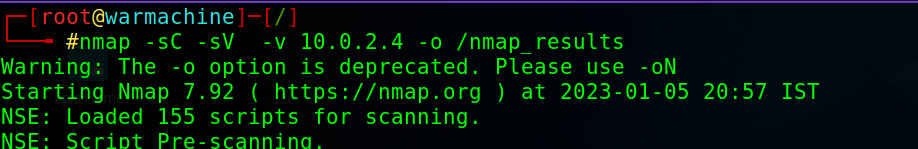 ┌─[root@warmachine]─[/]
└──╼ #nmap -sC -sV  -v 10.0.2.4 -o /nmap_results
Warning: The -o option is deprecated. Please use -oN
Starting Nmap 7.92 ( https://nmap.org ) at 2023-01-05 20:57 IST
NSE: Loaded 155 scripts for scanning.
NSE: Script Pre-scanning.